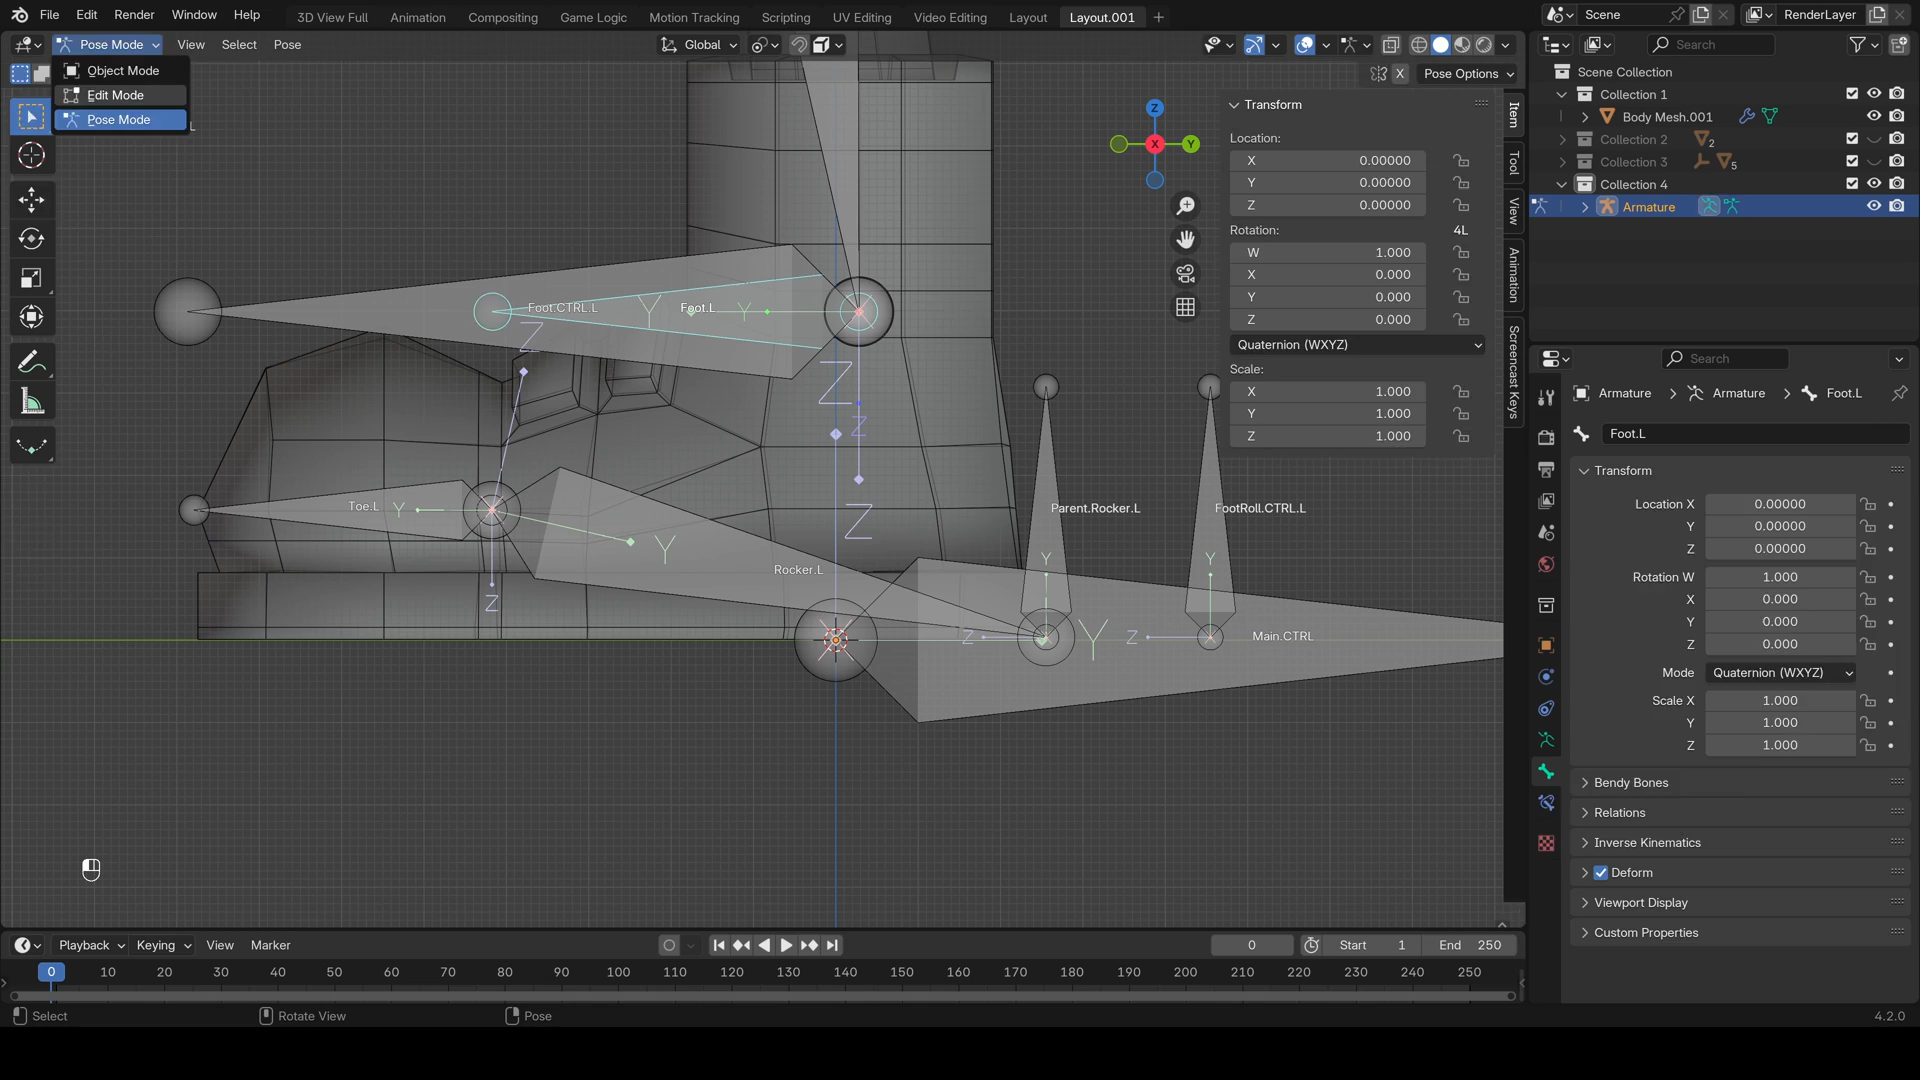 File Edit Render Window Help 3D View Full Animation Compositing Game Logic Motion Tracking Scripting UV Editing Video Editing Layout Layout.001 Scene RenderLayer
Pose Mode View Select Pose Global Search
Object Mode
Edit Mode
Pose Mode
L
X Pose Options
Scene Collection
Collection 1
Body Mesh.001
Collection 2 2
Collection 3 5
Collection 4
Armature
Transform
Location:
X 0.00000
Y 0.00000
Z 0.00000
Rotation: 4L
W 1.000
X 0.000
Y 0.000
Z 0.000
Quaternion (WXYZ)
Scale:
X 1.000
Y 1.000
Z 1.000
Item
Tool
View
Animation
Screencast Keys
Z
X Y
Foot.CTRL.L Y Foot.L Y
Z
Z
Z
Z
Toe.L Y
Y
Z
Rocker.L
Parent.Rocker.L FootRoll.CTRL.L
Y Y
Z Y Z Main.CTRL
Search
Armature Armature Foot.L
Foot.L
Transform
Location X 0.00000
Y 0.00000
Z 0.00000
Rotation W 1.000
X 0.000
Y 0.000
Z 0.000
Mode Quaternion (WXYZ)
Scale X 1.000
Y 1.000
Z 1.000
Bendy Bones
Relations
Inverse Kinematics
Deform
Viewport Display
Custom Properties
Playback Keying View Marker 0 Start 1 End 250
0 10 20 30 40 50 60 70 80 90 100 110 120 130 140 150 160 170 180 190 200 210 220 230 240 250
Select Rotate View Pose 4.2.0